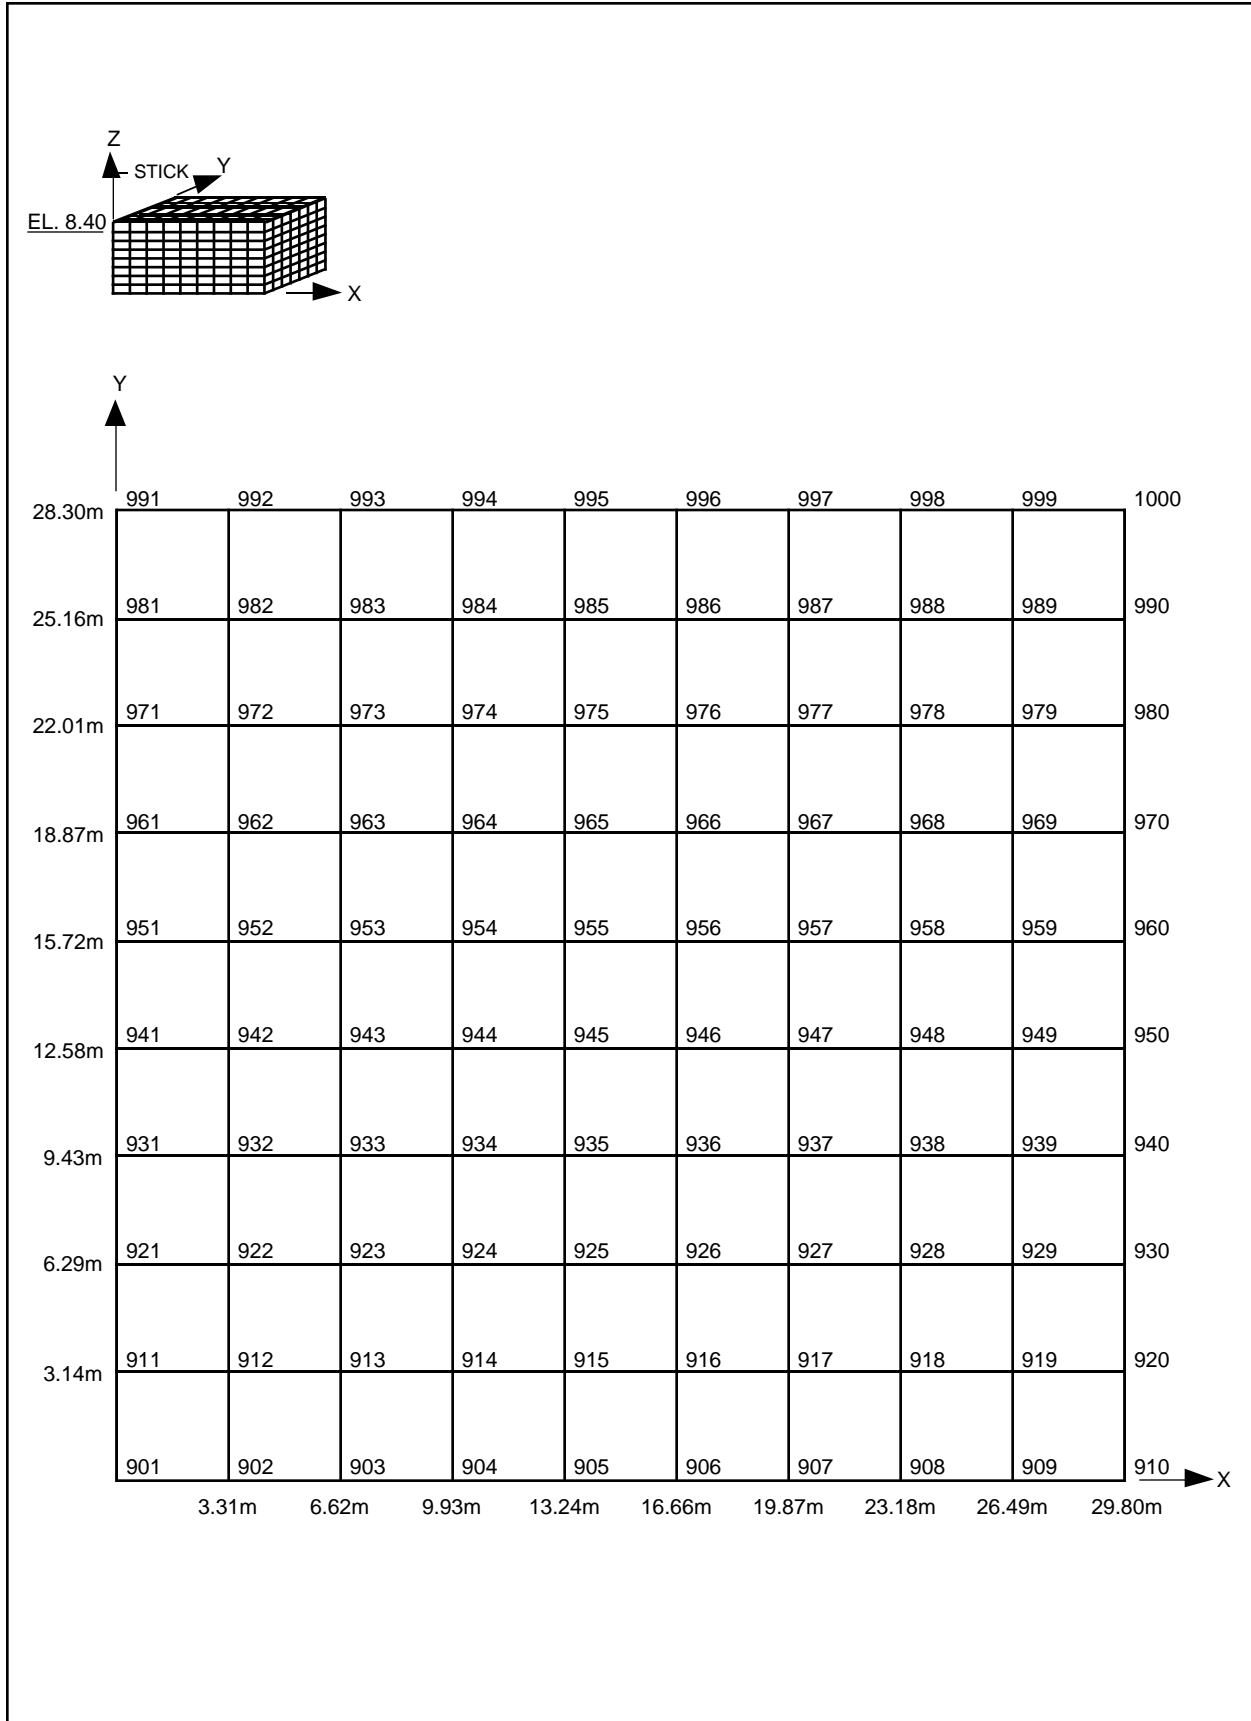 Z
STICK Y
EL. 8.40
X
Y
991 992 993 994 995 996 997 998 999 1000
28.30m
981 982 983 984 985 986 987 988 989 990
25.16m
971 972 973 974 975 976 977 978 979 980
22.01m
961 962 963 964 965 966 967 968 969 970
18.87m
951 952 953 954 955 956 957 958 959 960
15.72m
941 942 943 944 945 946 947 948 949 950
12.58m
931 932 933 934 935 936 937 938 939 940
9.43m
921 922 923 924 925 926 927 928 929 930
6.29m
911 912 913 914 915 916 917 918 919 920
3.14m
901 902 903 904 905 906 907 908 909 910 X
3.31m 6.62m 9.93m 13.24m 16.66m 19.87m 23.18m 26.49m 29.80m